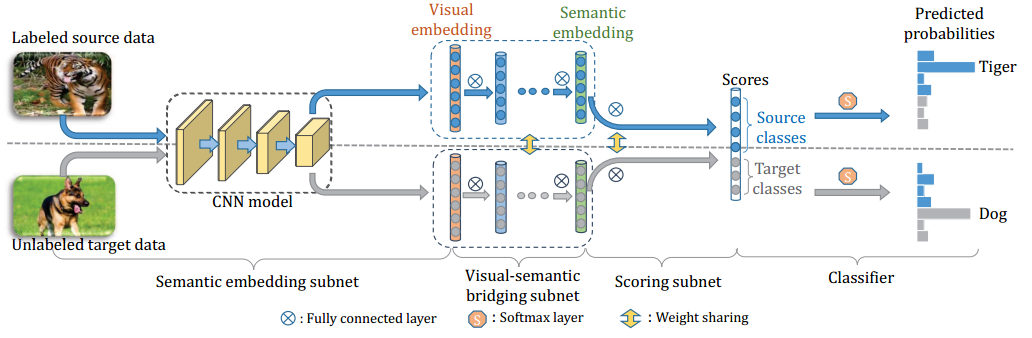 Labeled source data
Visual
embedding
Semantic
embedding
Predicted
probabilities
Tiger
Scores
S
Source
classes
CNN model
Target
classes
S
Dog
Unlabeled target data
Semantic embedding subnet
Visual-semantic
bridging subnet
Scoring subnet
Classifier
: Fully connected layer
S : Softmax layer
: Weight sharing